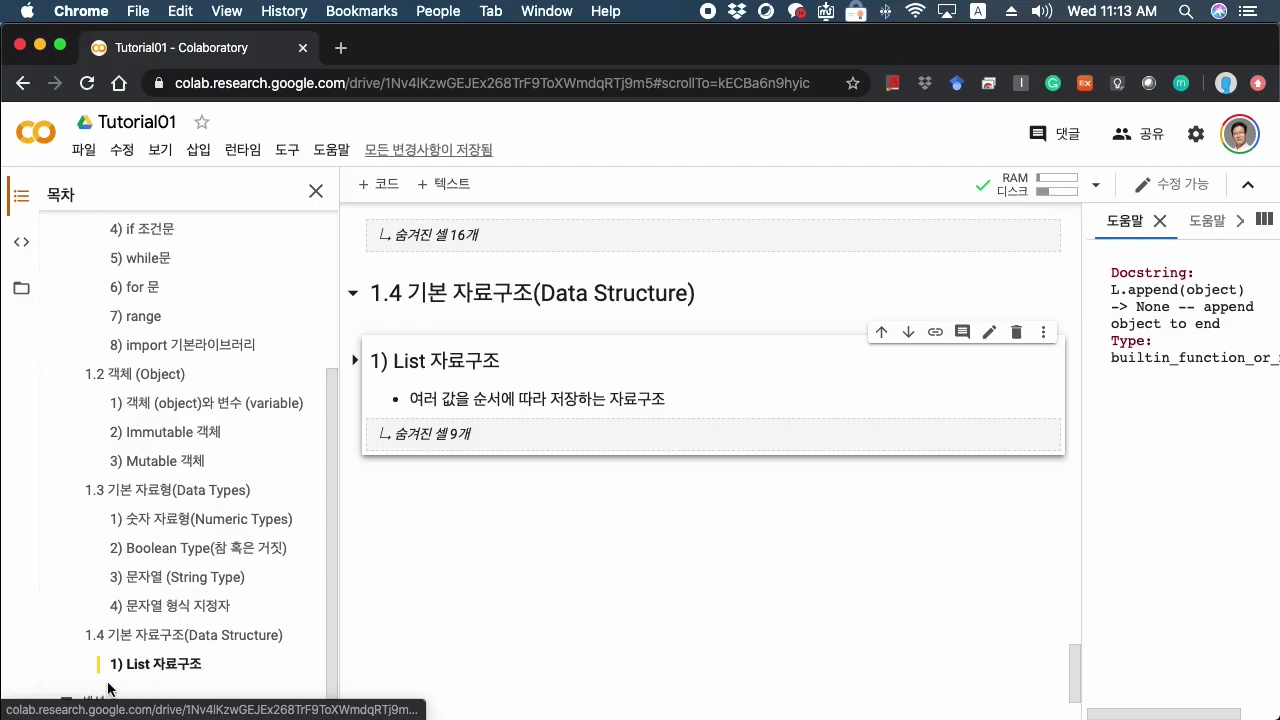 Chrome File Edit View History Bookmarks People Tab Window Help A Wed 11:13 AM
Tutorial01 - Colaboratory
colab.research.google.com/drive/1Nv4lKzwGEJEx268TrF9ToXWmdqRTj9m5#scrollTo=kECBa6n9hyic
Tutorial01
댓글 공유
파일 수정 보기 삽입 런타임 도구 도움말 모든 변경사항이 저장됨
목차
+ 코드 + 텍스트
RAM
디스크
수정 가능
4) if 조건문
5) while문
6) for 문
7) range
8) import 기본라이브러리
1.2 객체 (Object)
1) 객체 (object)와 변수 (variable)
2) Immutable 객체
3) Mutable 객체
1.3 기본 자료형(Data Types)
1) 숫자 자료형(Numeric Types)
2) Boolean Type(참 혹은 거짓)
3) 문자열 (String Type)
4) 문자열 형식 지정자
1.4 기본 자료구조(Data Structure)
1) List 자료구조
colab.research.google.com/drive/1Nv4lKzwGEJEx268TrF9ToXWmdqRTj9m...
숨겨진 셀 16개
1.4 기본 자료구조(Data Structure)
1) List 자료구조
• 여러 값을 순서에 따라 저장하는 자료구조
숨겨진 셀 9개
도움말 도움말
Docstring:
L.append(object)
-> None -- append
object to end
Type:
builtin_function_or_